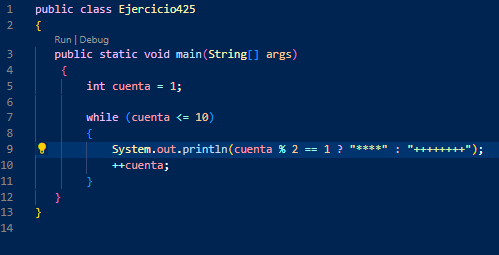 1 public class Ejercicio425
2 {
Run | Debug
3 public static void main(String[] args)
4 {
5 int cuenta = 1;
6
7 while (cuenta <= 10)
8 {
9 System.out.println(cuenta % 2 == 1 ? "****" : "++++++++");
10 ++cuenta;
11 }
12 }
13 }
14